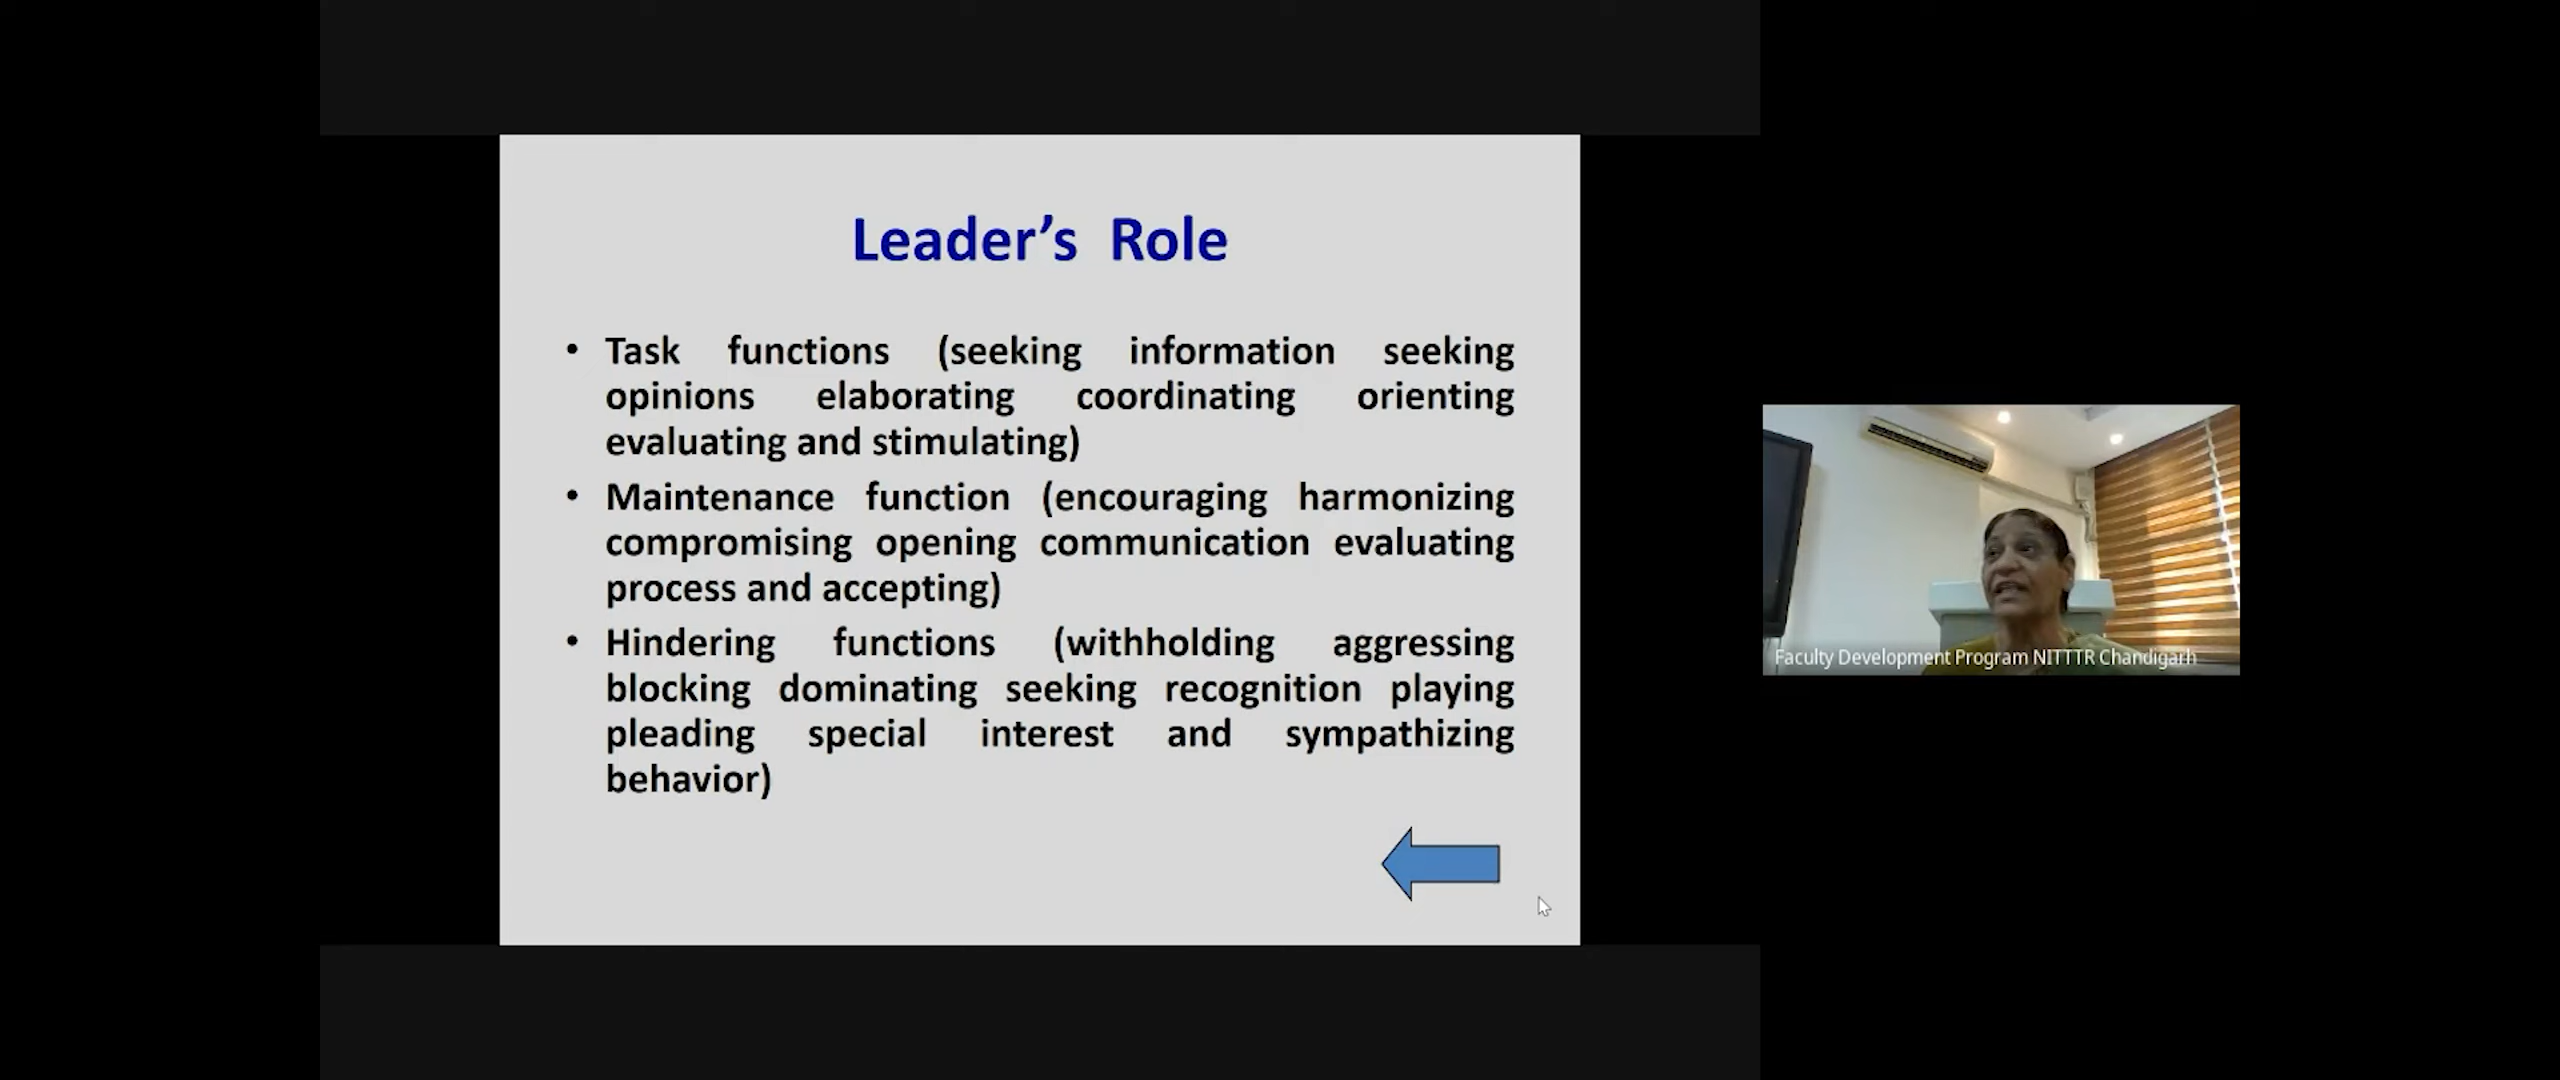 Leader’s Role
• Task functions (seeking information seeking
opinions elaborating coordinating orienting
evaluating and stimulating)
• Maintenance function (encouraging harmonizing
compromising opening communication evaluating
process and accepting)
• Hindering functions (withholding aggressing
blocking dominating seeking recognition playing
pleading special interest and sympathizing
behavior)
Faculty Development Program NITTTR Chandigarh